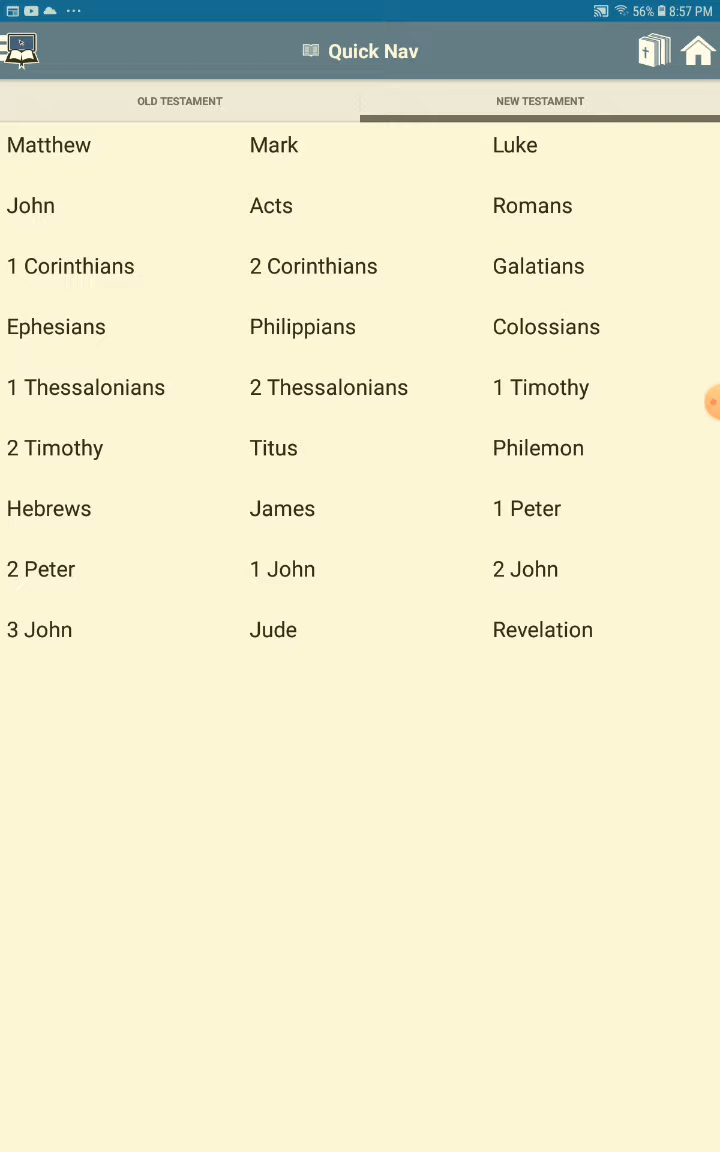 56% 8:57 PM
Quick Nav
OLD TESTAMENT NEW TESTAMENT
Matthew Mark Luke
John Acts Romans
1 Corinthians 2 Corinthians Galatians
Ephesians Philippians Colossians
1 Thessalonians 2 Thessalonians 1 Timothy
2 Timothy Titus Philemon
Hebrews James 1 Peter
2 Peter 1 John 2 John
3 John Jude Revelation